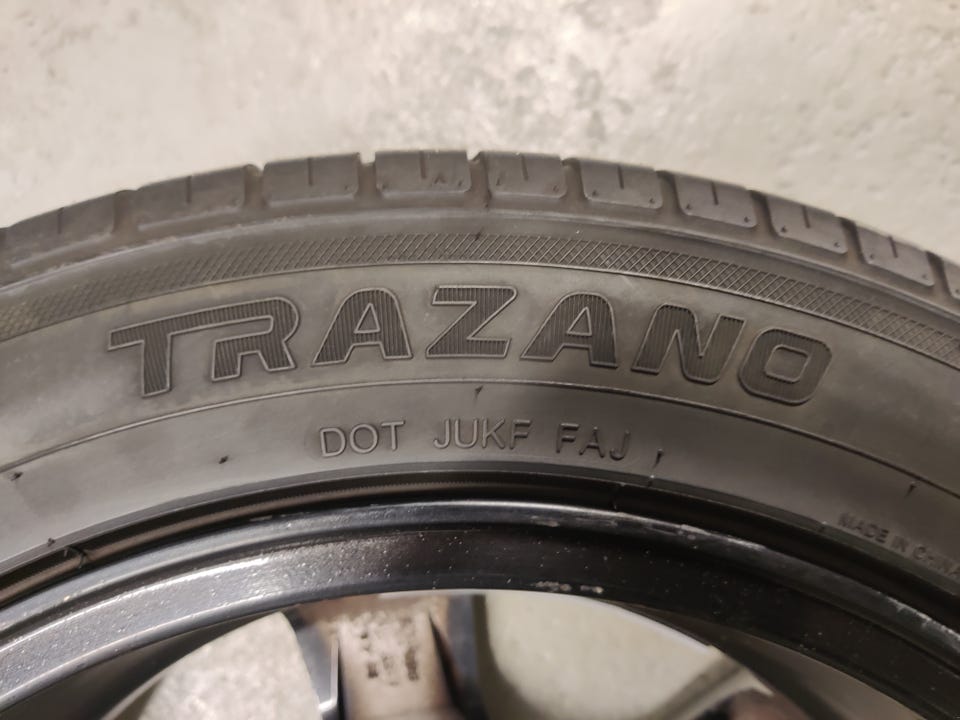 TRAZANO
DOT JUKF FAJ
MADE IN CHINA